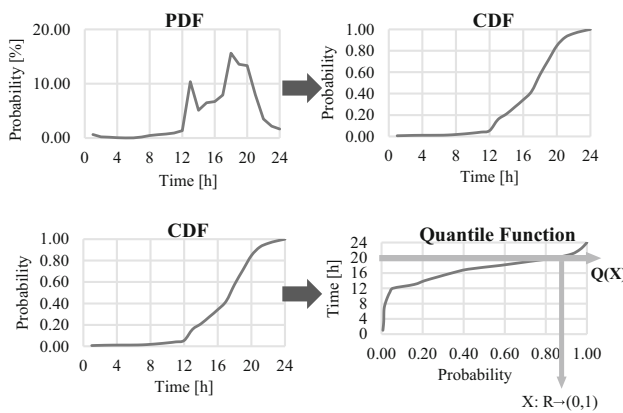 PDF
Probability [%]
20.00
10.00
0.00
0 4 8 12 16 20 24
Time [h]
CDF
Probability
1.00
0.80
0.60
0.40
0.20
0.00
0 4 8 12 16 20 24
Time [h]
CDF
Probability
1.00
0.80
0.60
0.40
0.20
0.00
0 4 8 12 16 20 24
Time [h]
Quantile Function
Time [h]
24
20
16
12
8
4
0
0.00 0.20 0.40 0.60 0.80 1.00
Probability
Q(X)
X: R→(0,1)